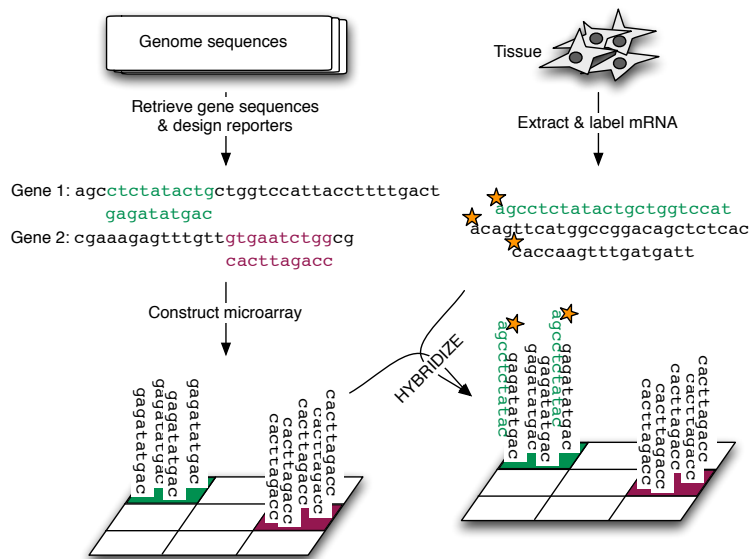 Genome sequences
Retrieve gene sequences
& design reporters
Gene 1: agcctctatactgctggtccattaccttttgact
gagatatgac
Gene 2: cgaaagagtttgttgtgaatctggcg
cacttagacc
Construct microarray
gagatatgac
gagatatgac
gagatatgac
gagatatgac
cacttagacc
cacttagacc
cacttagacc
cacttagacc
cacttagacc
Tissue
Extract & label mRNA
agcctctatactgctggtccat
acagttcatggccggacagctctcac
caccaagtttgatgatt
HYBRIDIZE
agcctctatac
gagatatgac
gagatatgac
gagatatgac
agcctctatac
gagatatgac
cacttagacc
cacttagacc
cacttagacc
cacttagacc
cacttagacc